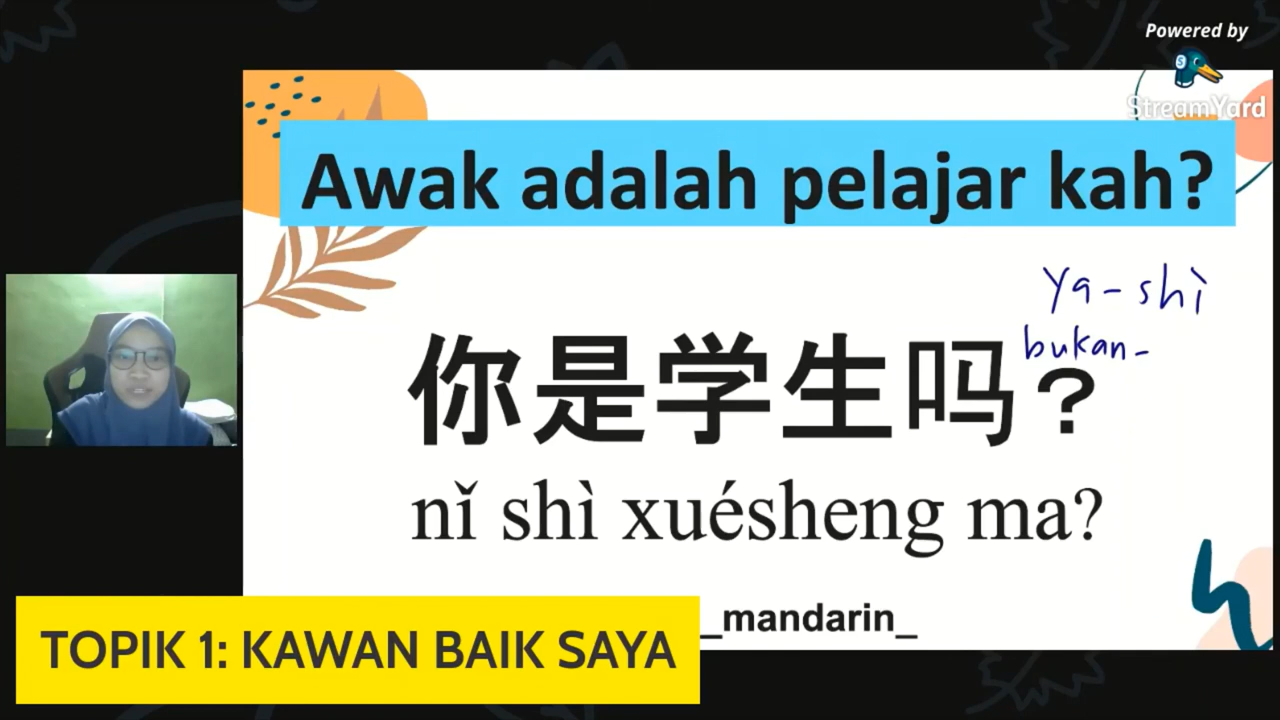 Powered by
StreamYard
Awak adalah pelajar kah?
Ya - shì
bukan -
你是学生吗？
nǐ shì xuésheng ma?
_mandarin_
TOPIK 1: KAWAN BAIK SAYA